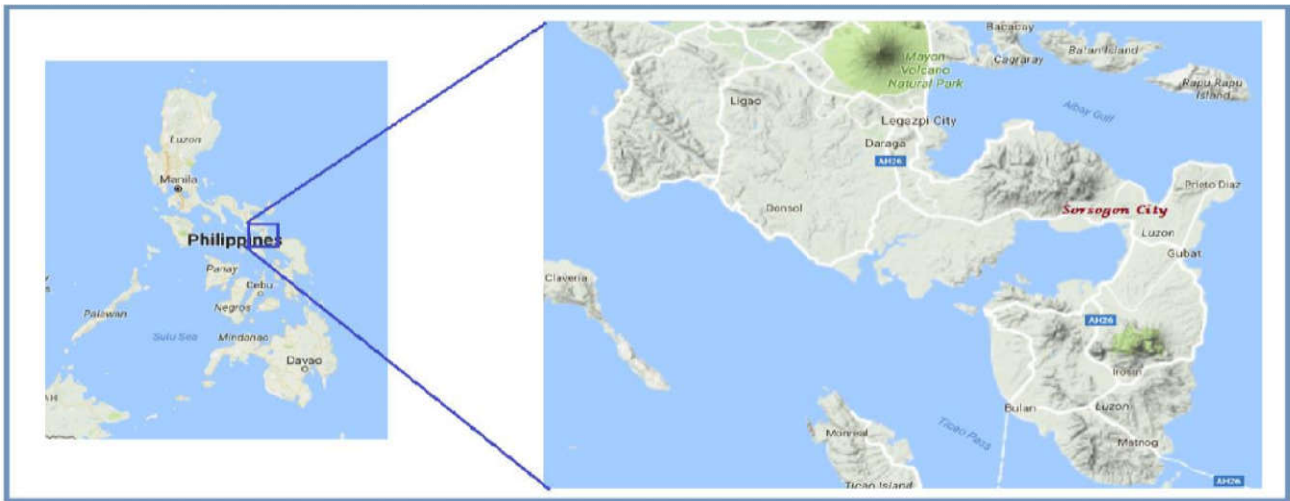 Luzon
Manila
Philippines
Panay
Cebu
Negros
Palawan
Sulu Sea
Mindanao
Davao
Bacacay
Batan Island
Cagraray
Mayon
Volcano
Natural Park
Rapu Rapu
Island
Ligao
Albay Gulf
Legazpi City
Daraga
AH26
Prieto Diaz
Donsol
Sorsogon City
Luzon
Gubat
Claveria
AH26
Irosin
Bulan
Luzon
Monreal
Ticao Pass
Matnog
Ticao Island
AH26